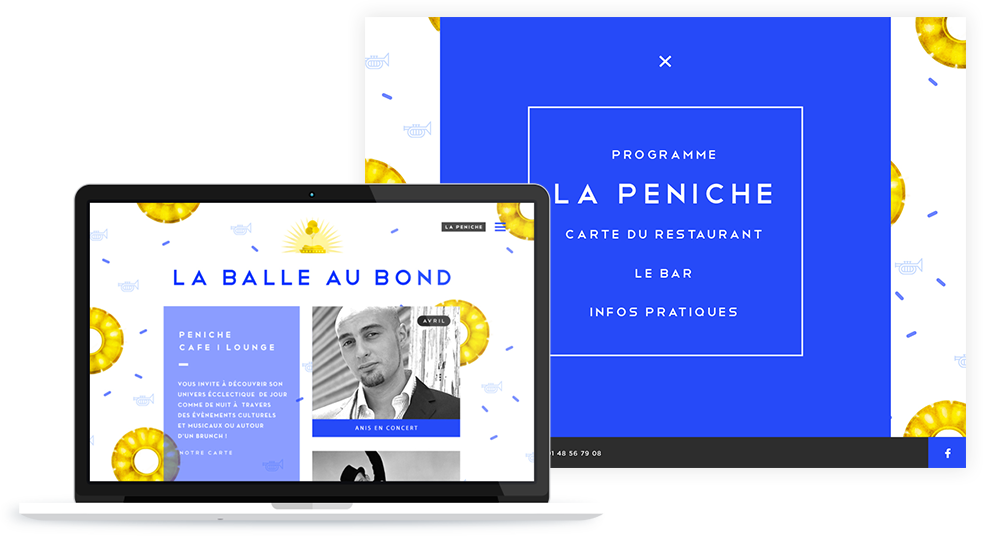 LA PENICHE
LA BALLE AU BOND
PENICHE
CAFE I LOUNGE
VOUS INVITE À DÉCOUVRIR SON
UNIVERS ÉCCLECTIQUE DE JOUR
COMME DE NUIT À TRAVERS
DES ÉVÈNEMENTS CULTURELS
ET MUSICAUX OU AUTOUR
D'UN BRUNCH !
NOTRE CARTE
AVRIL
ANIS EN CONCERT
PROGRAMME
LA PENICHE
CARTE DU RESTAURANT
LE BAR
INFOS PRATIQUES
01 48 56 79 08
f